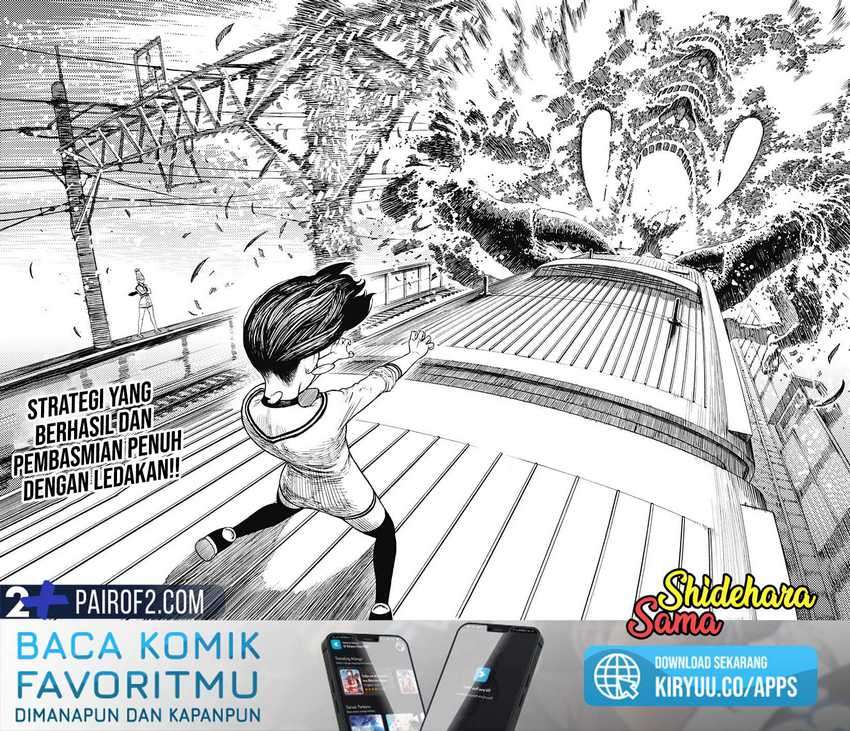 STRATEGI YANG
BERHASIL DAN
PEMBASMIAN PENUH
DENGAN LEDAKAN!!
2+ PAIROF2.COM
Shidehara
Sama
BACA KOMIK
FAVORITMU
DIMANAPUN DAN KAPANPUN
DOWNLOAD SEKARANG
KIRYUU.CO/APPS